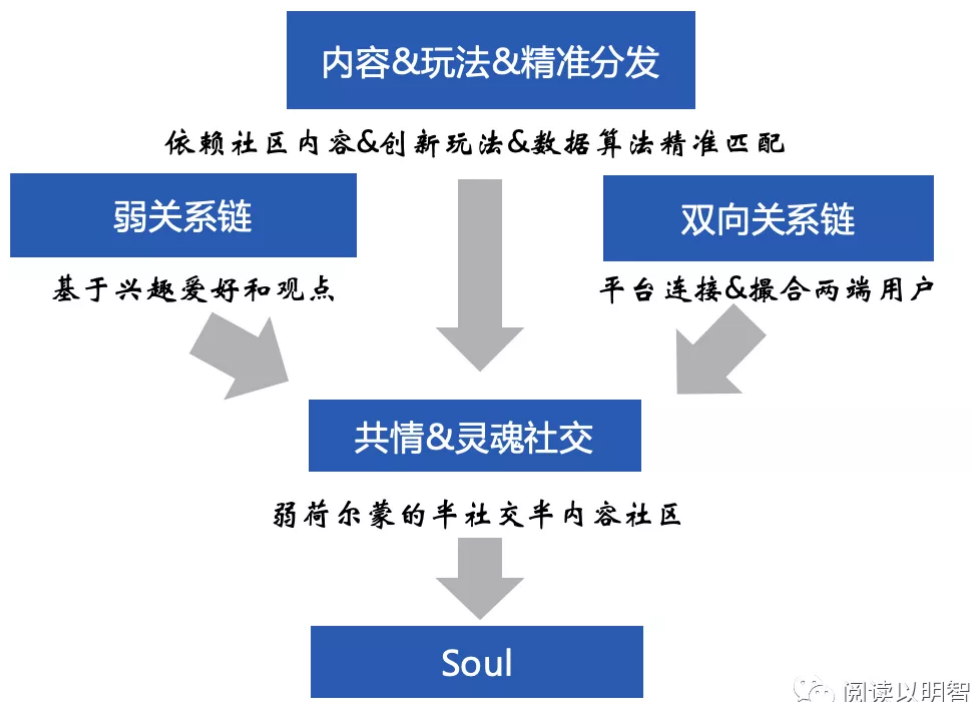 内容&玩法&精准分发
依赖社区内容&创新玩法&数据算法精准匹配
弱关系链
双向关系链
基于兴趣爱好和观点
平台连接&撮合两端用户
共情&灵魂社交
弱荷尔蒙的半社交半内容社区
Soul
阅读以明智